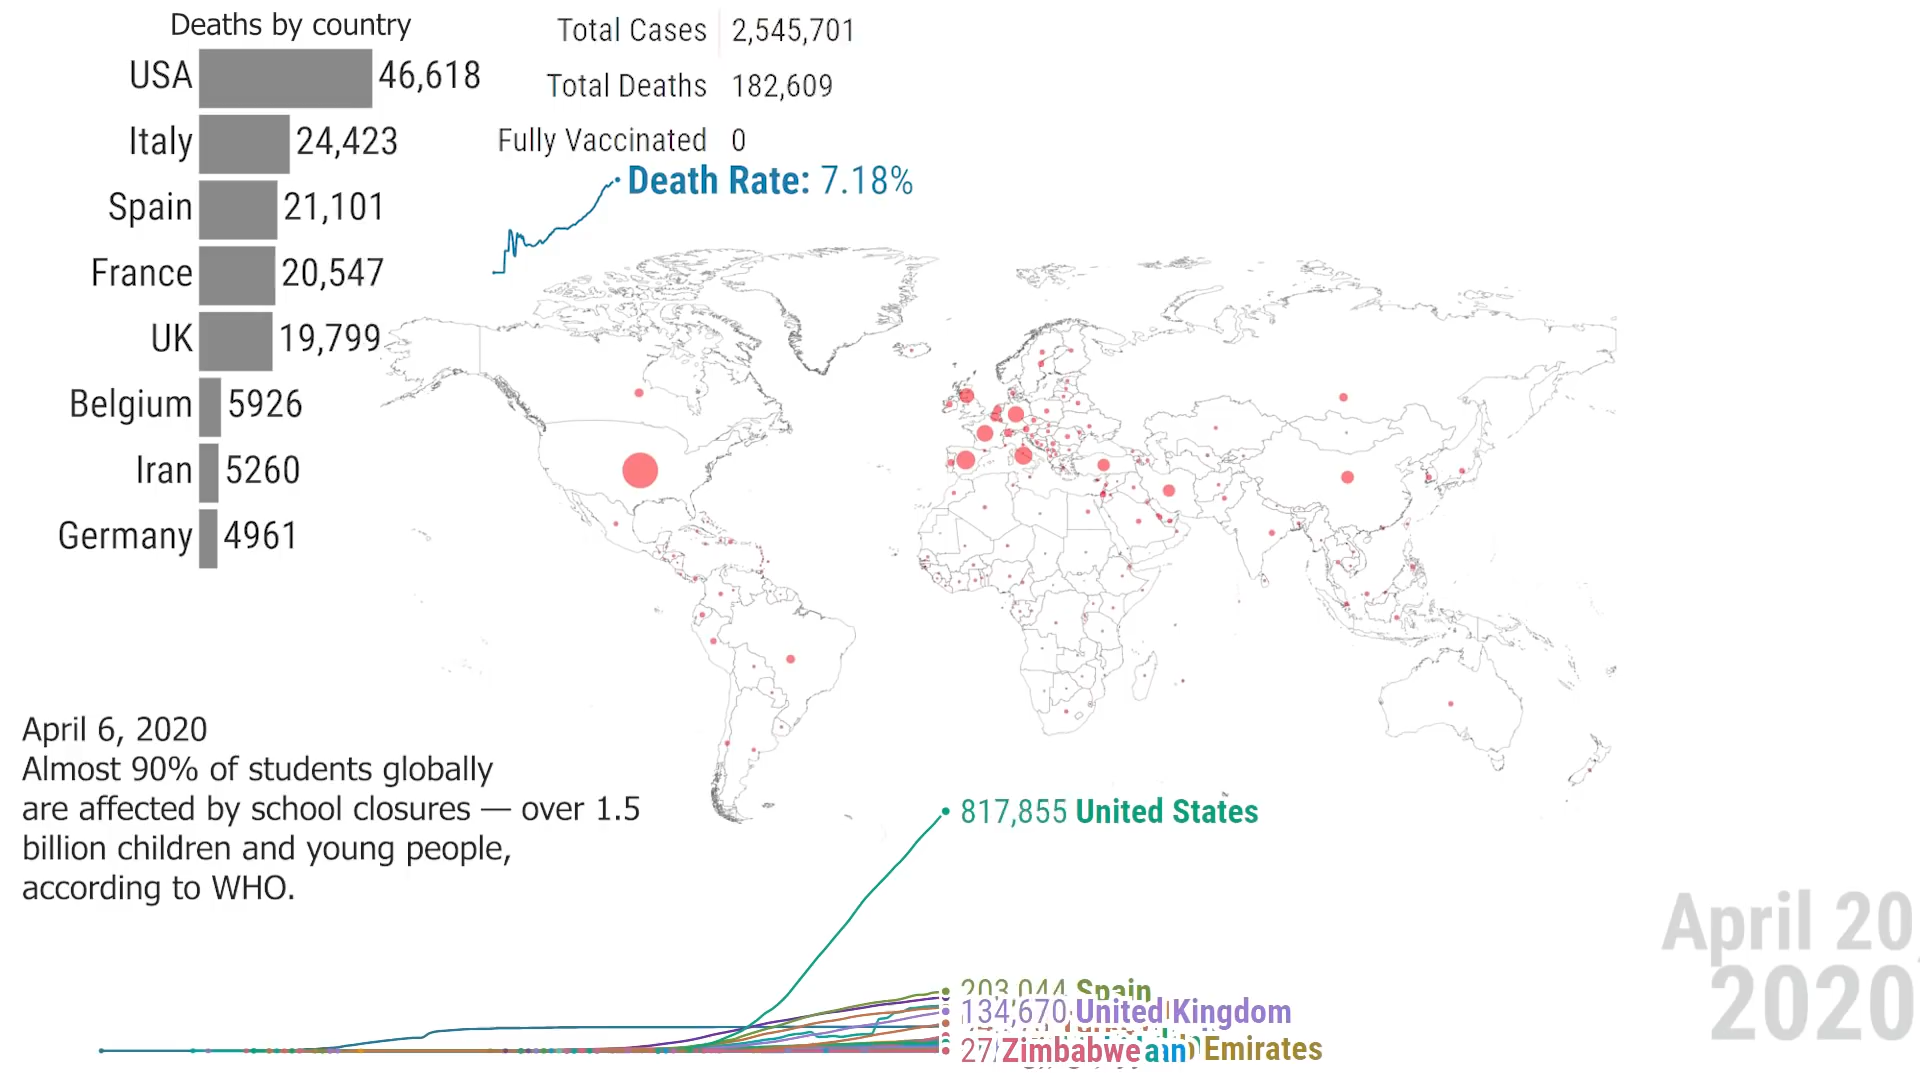 Deaths by country
USA 46,618
Italy 24,423
Spain 21,101
France 20,547
UK 19,799
Belgium 5926
Iran 5260
Germany 4961
Total Cases 2,545,701
Total Deaths 182,609
Fully Vaccinated 0
Death Rate: 7.18%
April 6, 2020
Almost 90% of students globally
are affected by school closures — over 1.5
billion children and young people,
according to WHO.
817,855 United States
203,044 Spain
134,670 United Kingdom
27 Zimbabwe Emirates
April 20
2020